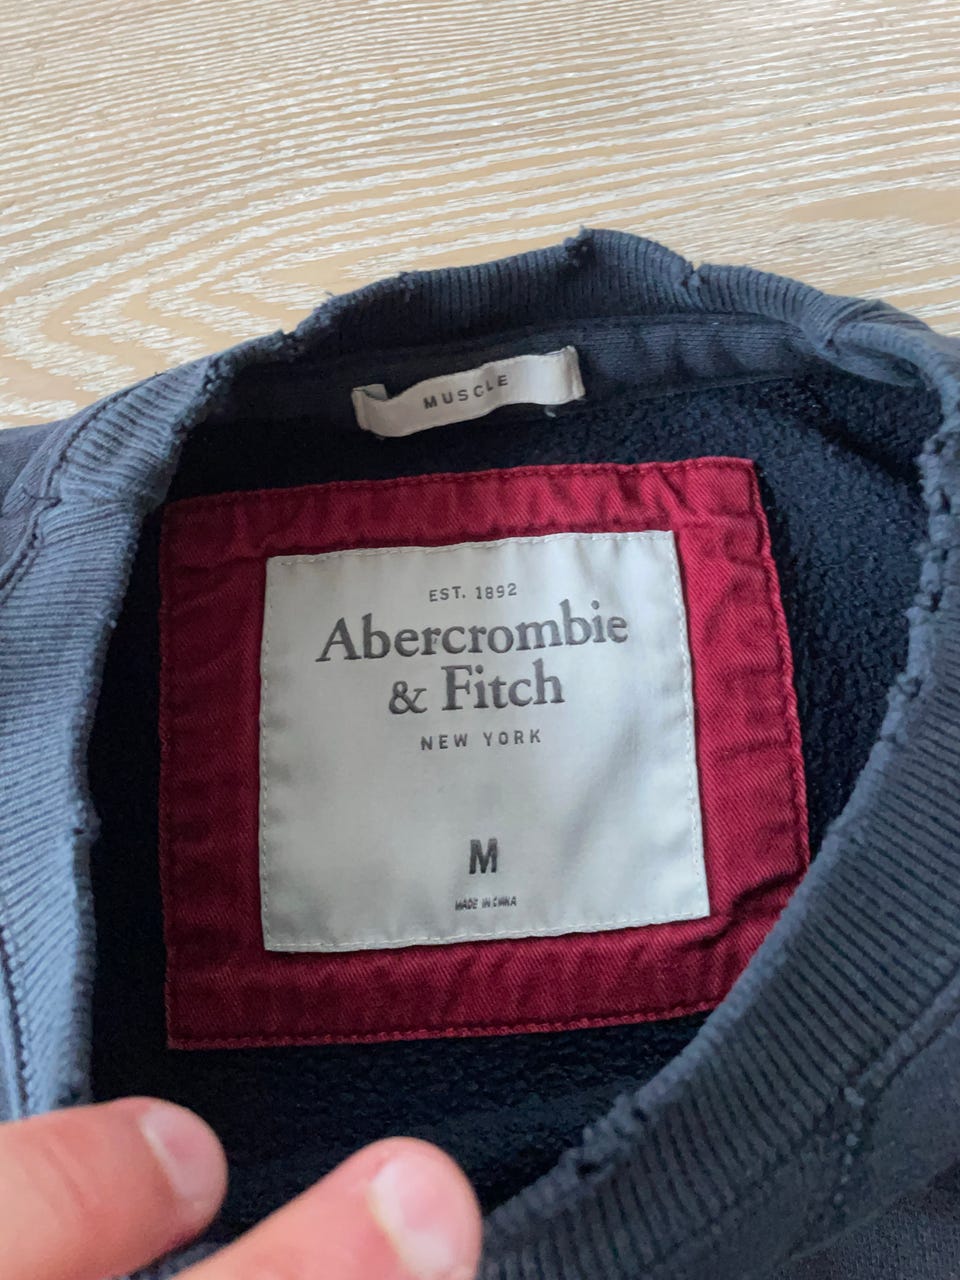 MUSCLE
EST. 1892
Abercrombie
& Fitch
NEW YORK
M
MADE IN CHINA